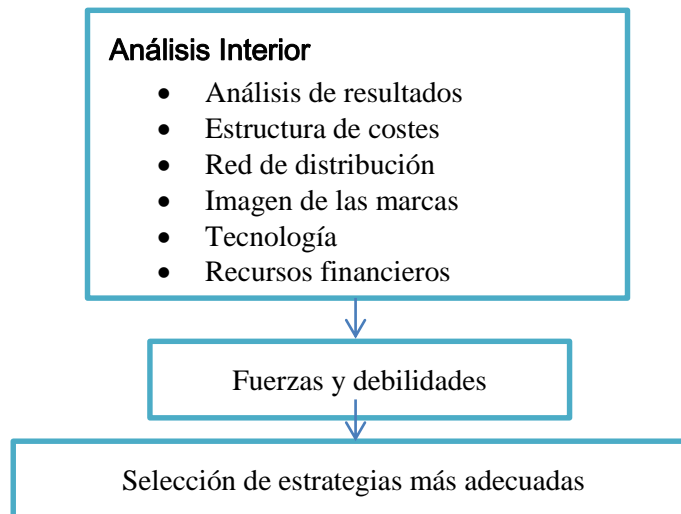 Análisis Interior
• Análisis de resultados
• Estructura de costes
• Red de distribución
• Imagen de las marcas
• Tecnología
• Recursos financieros
Fuerzas y debilidades
Selección de estrategias más adecuadas